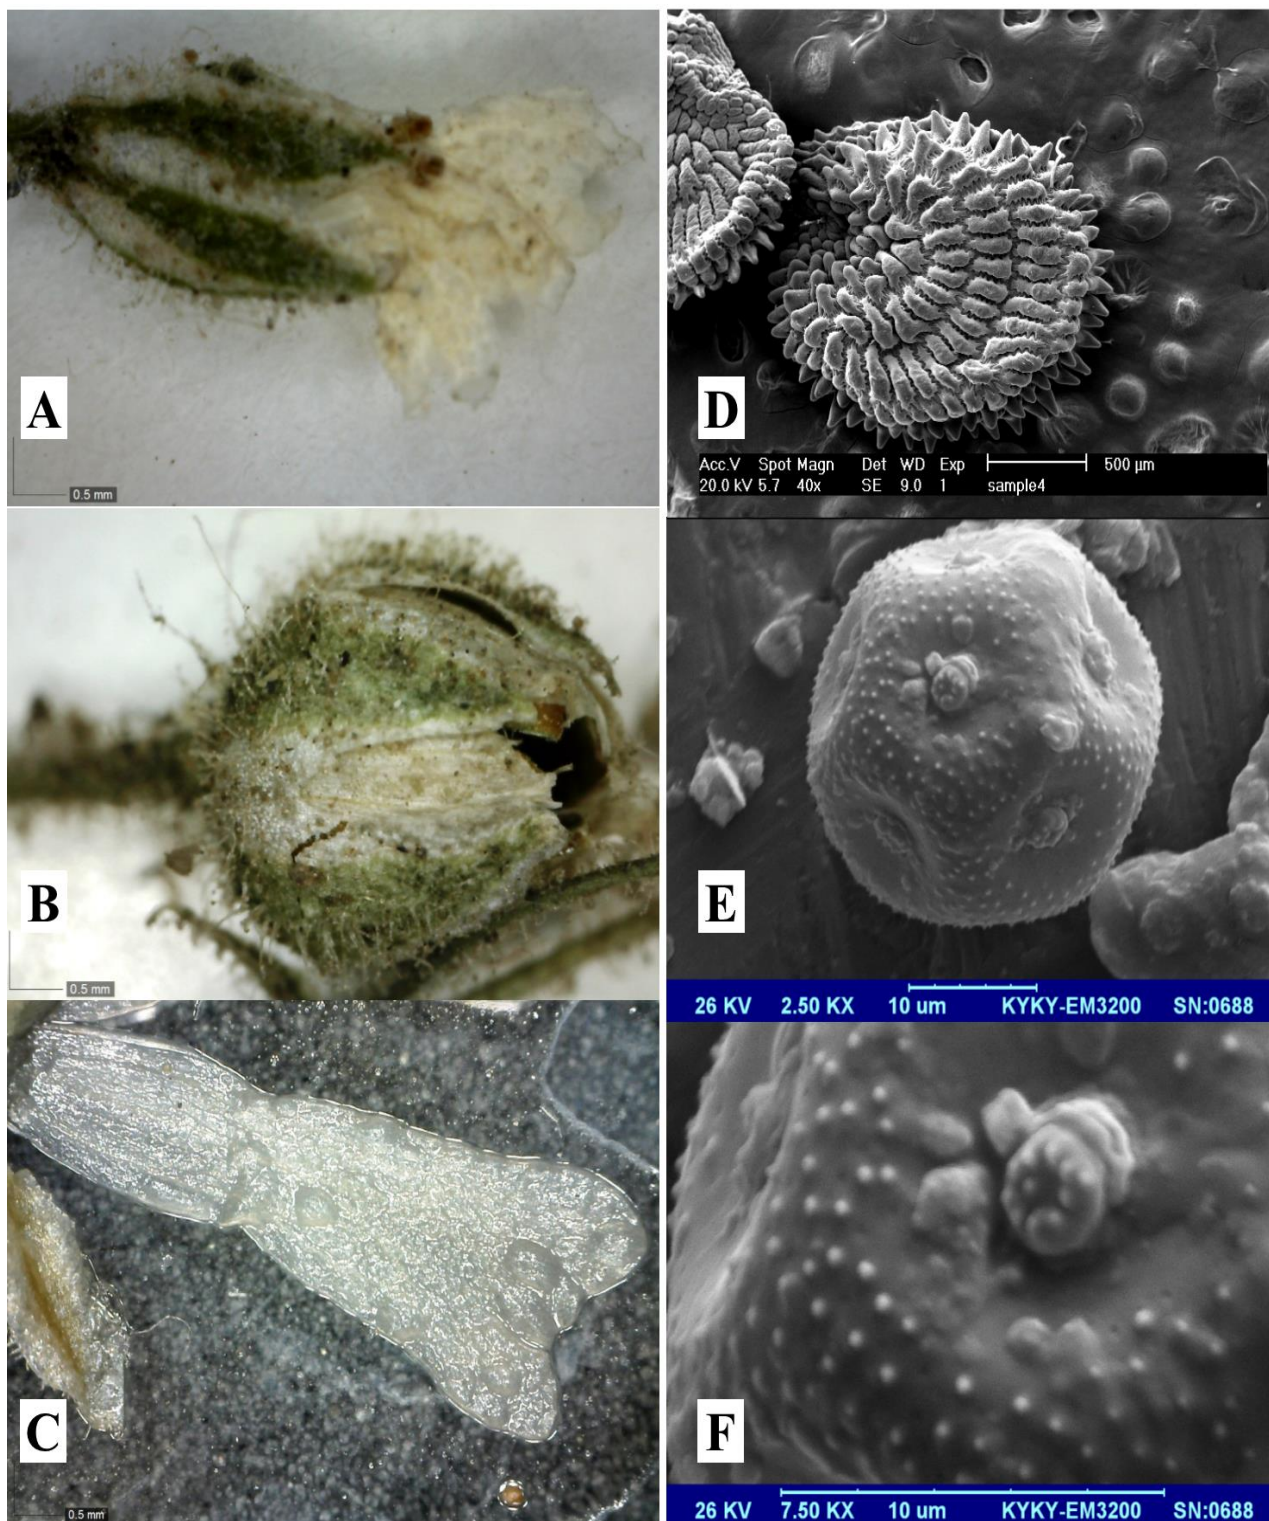 A
0.5 mm
B
0.5 mm
C
0.5 mm
D
Acc.V Spot Magn Det WD Exp 500 µm
20.0 kV 5.7 40x SE 9.0 1 sample4
E
26 KV 2.50 KX 10 um KYKY-EM3200 SN:0688
F
26 KV 7.50 KX 10 um KYKY-EM3200 SN:0688